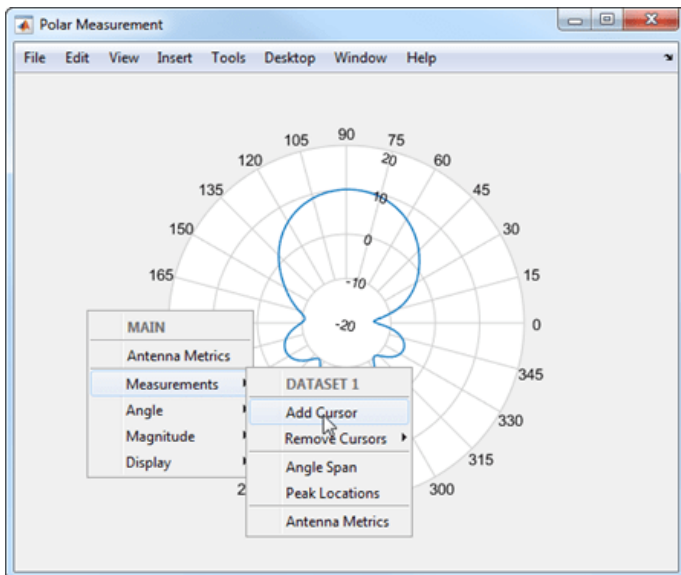 Polar Measurement
File Edit View Insert Tools Desktop Window Help
90
105 75
120 20 60
135 10 45
150 0 30
165 -10 15
-20 0
345
330
315
300
MAIN
Antenna Metrics
Measurements
Angle
Magnitude
Display
2
DATASET 1
Add Cursor
Remove Cursors
Angle Span
Peak Locations
Antenna Metrics